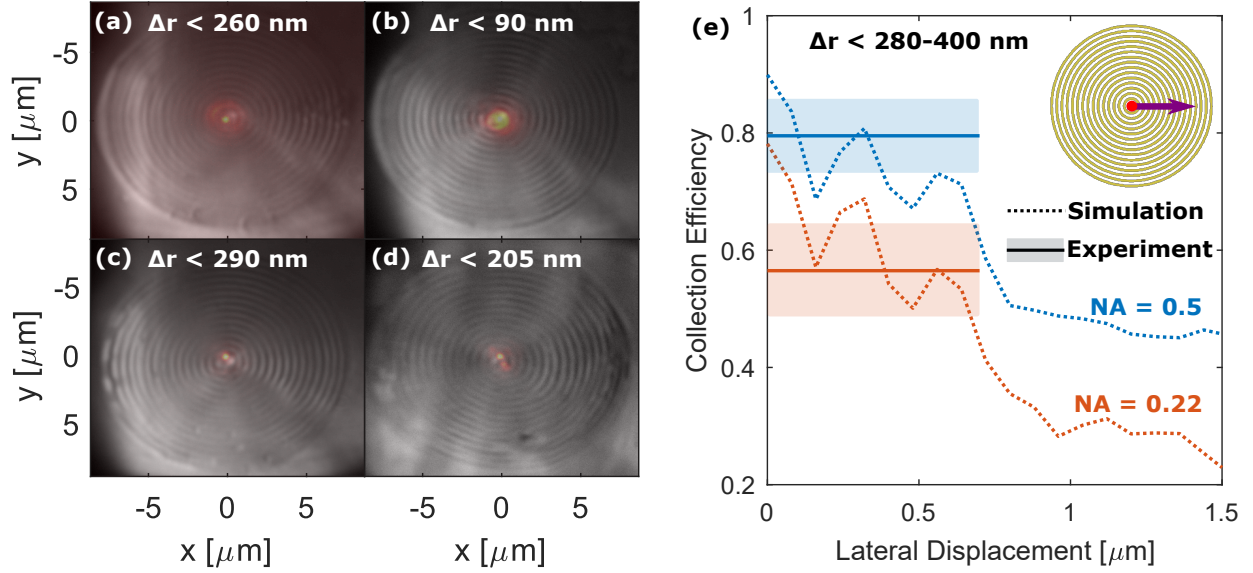 (a) Δr < 260 nm
(b) Δr < 90 nm
-5
0
5
y [μm]
(c) Δr < 290 nm
(d) Δr < 205 nm
-5
0
5
y [μm]
-5 0 5
-5 0 5
x [μm]
x [μm]
(e) Δr < 280-400 nm
Simulation
Experiment
NA = 0.5
NA = 0.22
1
0.8
0.6
0.4
0.2
Collection Efficiency
0 0.5 1 1.5
Lateral Displacement [μm]